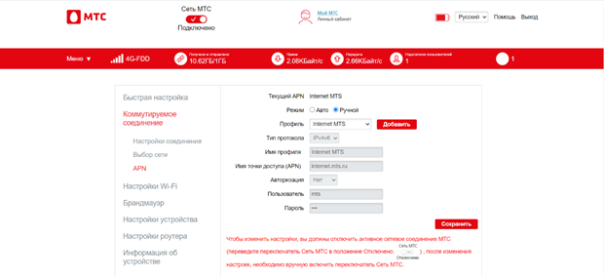 МТС
Сеть МТС
Подключено
Мой МТС
Личный кабинет
Русский
Помощь
Выход
Меню
4G-FDD
Получено и отправлено
10.62ГБ/1ГБ
Прием
2.08КБайт/с
Передача
2.66КБайт/с
1
1
Быстрая настройка
Коммутируемое
соединение
Настройки соединения
Выбор сети
APN
Настройки Wi-Fi
Брандмауэр
Настройки устройства
Настройки роутера
Информация об
устройстве
Текущий APN Internet MTS
Режим Авто Ручной
Профиль Internet MTS Добавить
Тип протокола IPv4v6
Имя профиля Internet MTS
Имя точки доступа (APN) internet.mts.ru
Авторизация Нет
Пользователь mts
Пароль ···
Сохранить
Чтобы изменить настройки, вы должны отключить активное сетевое соединение МТС
(переведите переключатель Сеть МТС в положение Отключено: Сеть МТС Отключено ) , после изменения
настроек, необходимо вручную включить переключатель Сеть МТС.